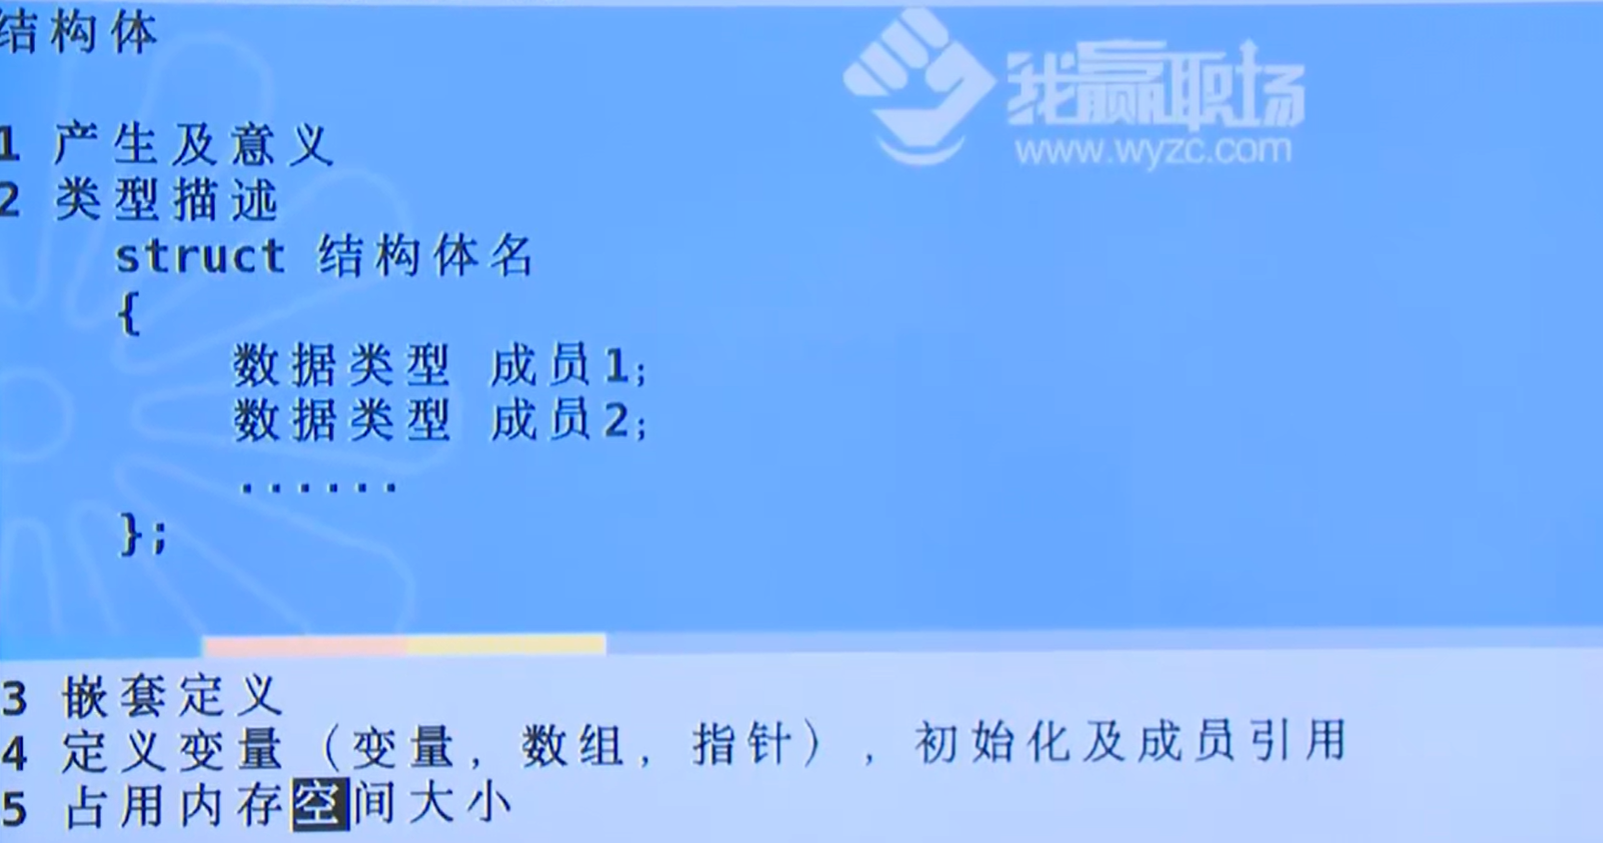 结构体
我赢职场
www.wyzc.com
1 产生及意义
2 类型描述
struct 结构体名
{
数据类型 成员1;
数据类型 成员2;
......
};
3 嵌套定义
4 定义变量（变量，数组，指针），初始化及成员引用
5 占用内存空间大小